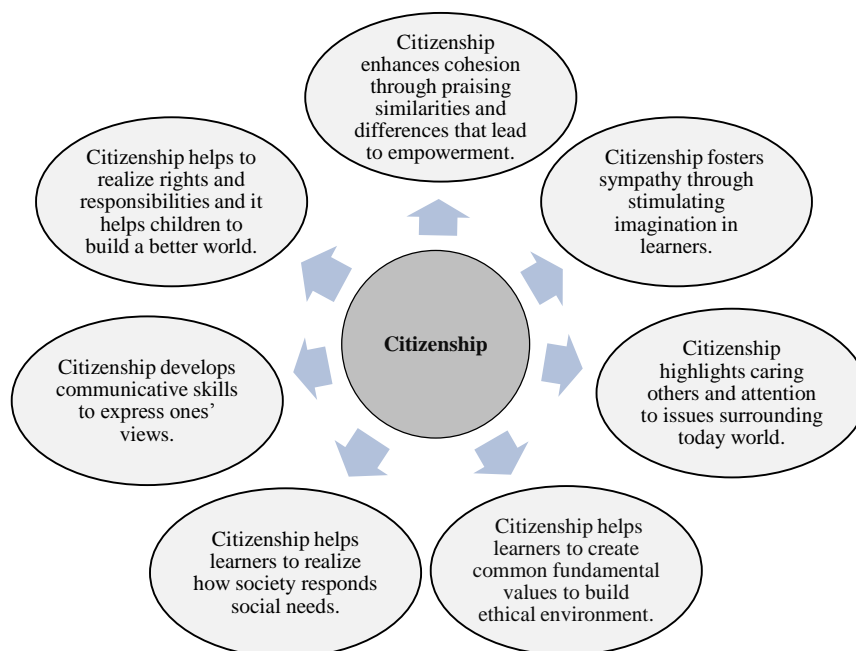 Citizenship
enhances cohesion
through praising
similarities and
differences that lead
to empowerment.
Citizenship fosters
sympathy through
stimulating
imagination in
learners.
Citizenship
highlights caring
others and attention
to issues surrounding
today world.
Citizenship helps
learners to create
common fundamental
values to build
ethical environment.
Citizenship helps
learners to realize
how society responds
social needs.
Citizenship develops
communicative skills
to express ones’
views.
Citizenship helps to
realize rights and
responsibilities and it
helps children to
build a better world.
Citizenship